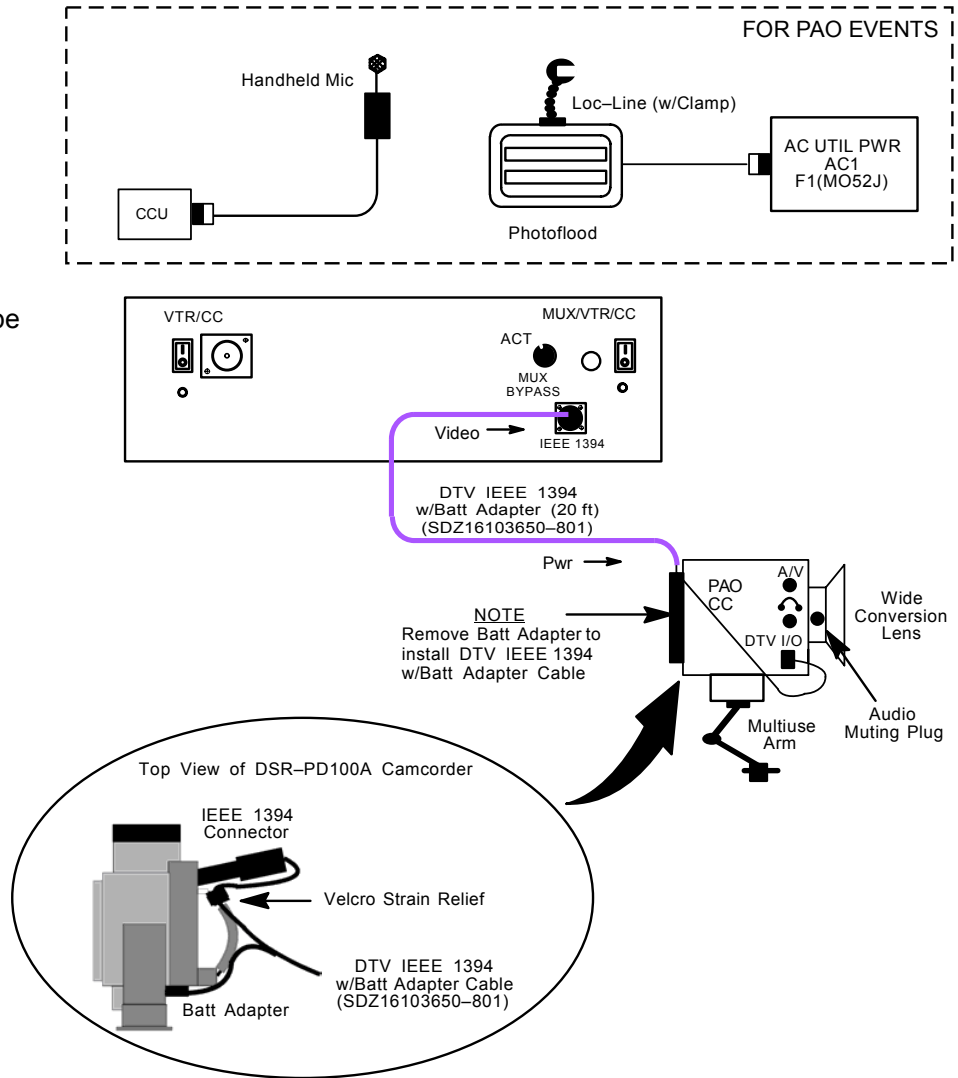 FOR PAO EVENTS
Handheld Mic
Loc–Line (w/Clamp)
AC UTIL PWR
AC1
F1(MO52J)
CCU
Photoflood
pe
VTR/CC
MUX/VTR/CC
ACT
MUX
BYPASS
Video
IEEE 1394
DTV IEEE 1394
w/Batt Adapter (20 ft)
(SDZ16103650–801)
Pwr
PAO
CC
A/V
DTV I/O
Wide
Conversion
Lens
NOTE
Remove Batt Adapter to
install DTV IEEE 1394
w/Batt Adapter Cable
Audio
Muting Plug
Multiuse
Arm
Top View of DSR–PD100A Camcorder
IEEE 1394
Connector
Velcro Strain Relief
DTV IEEE 1394
w/Batt Adapter Cable
(SDZ16103650–801)
Batt Adapter